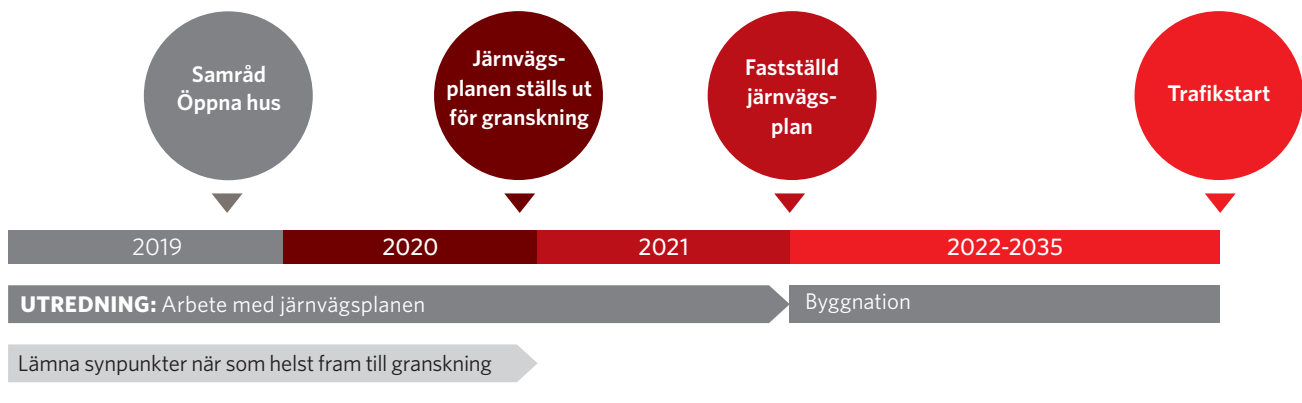 Samråd
Öppna hus
Järnvägs-
planen ställs ut
för granskning
Fastställd
järnvägs-
plan
Trafikstart
2019
2020
2021
2022-2035
UTREDNING: Arbete med järnvägsplanen
Byggnation
Lämna synpunkter när som helst fram till granskning